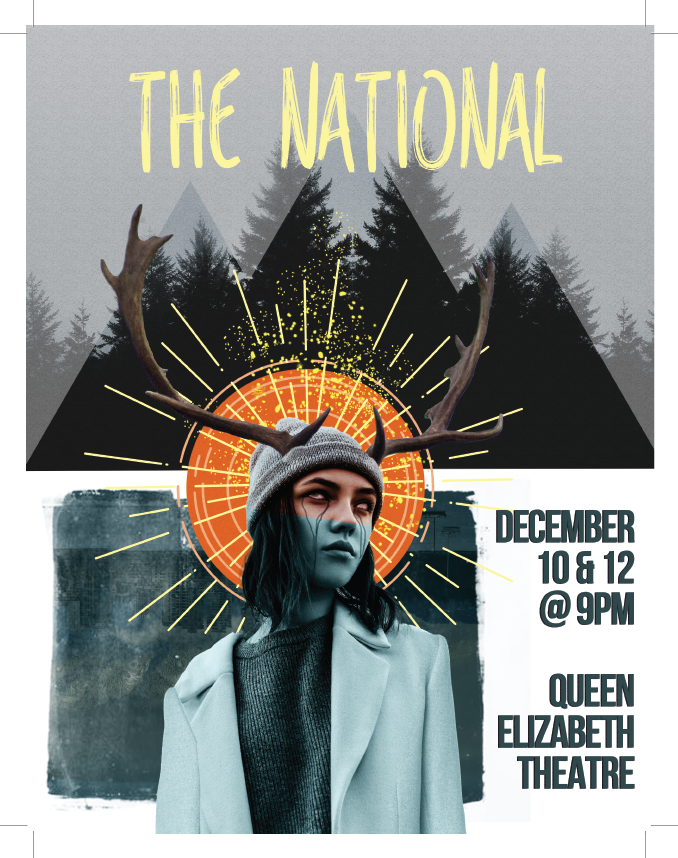 THE NATIONAL
DECEMBER
10 & 12
@ 9PM
QUEEN
ELIZABETH
THEATRE